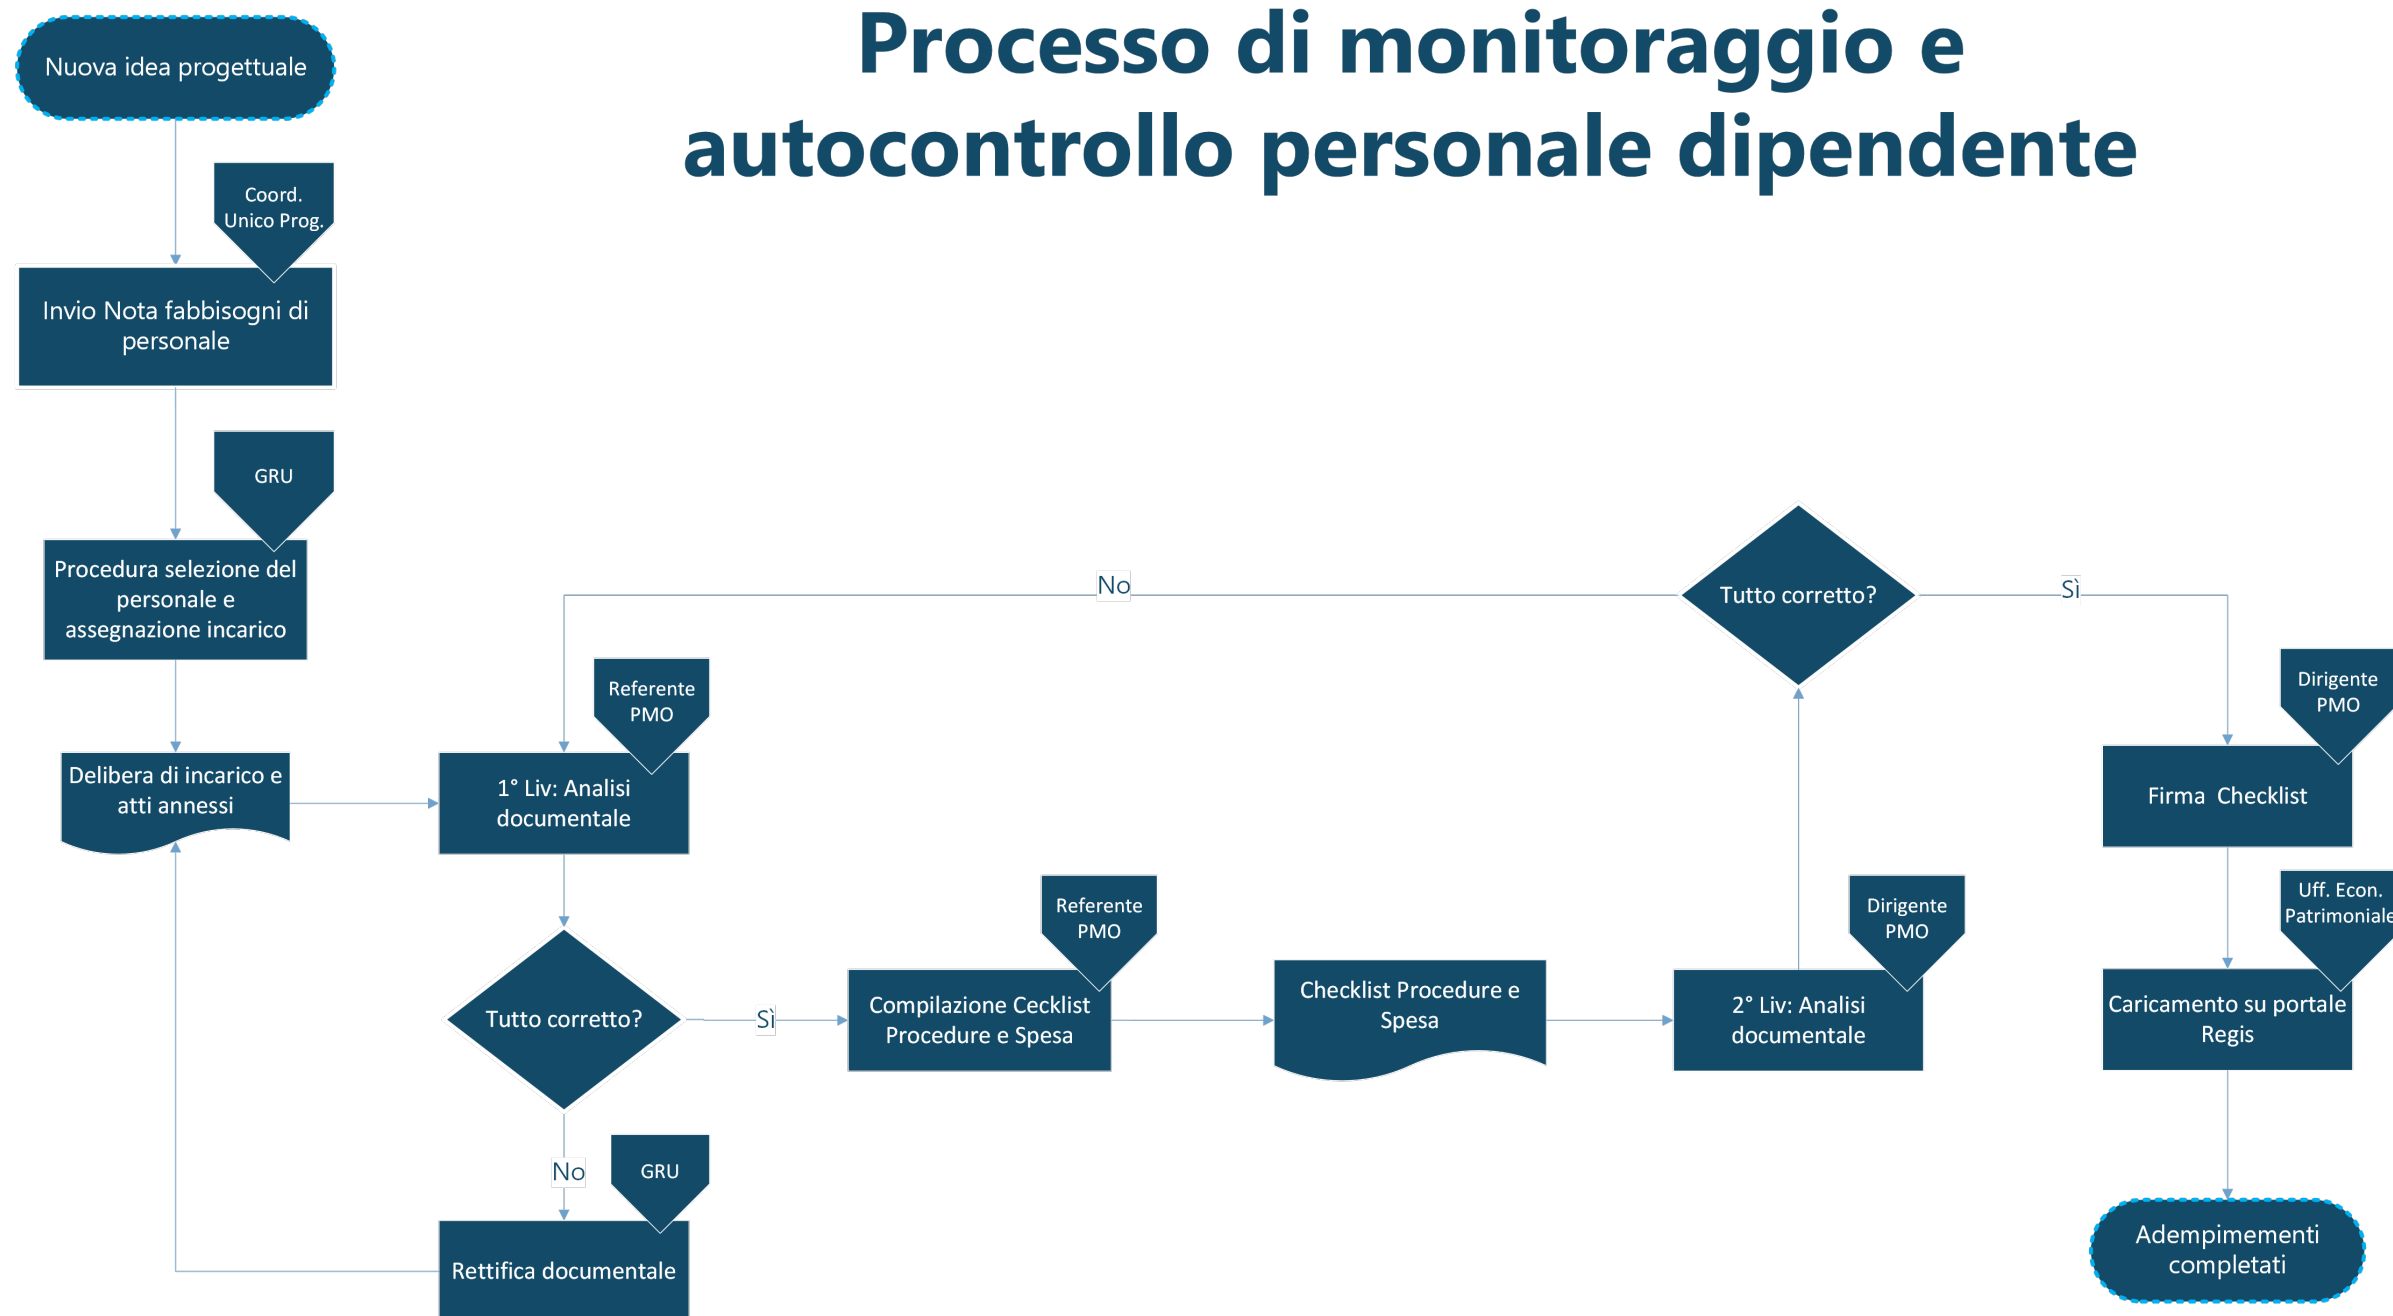 Processo di monitoraggio e
autocontrollo personale dipendente
Nuova idea progettuale
Coord.
Unico Prog.
Invio Nota fabbisogni di
personale
GRU
Procedura selezione del
personale e
assegnazione incarico
Delibera di incarico e
atti annessi
Referente
PMO
1° Liv: Analisi
documentale
Tutto corretto?
No
GRU
Rettifica documentale
Sì
Referente
PMO
Compilazione Cecklist
Procedure e Spesa
Checklist Procedure e
Spesa
Dirigente
PMO
2° Liv: Analisi
documentale
Tutto corretto?
No
Sì
Dirigente
PMO
Firma  Checklist
Uff. Econ.
Patrimoniale
Caricamento su portale
Regis
Adempimementi
completati